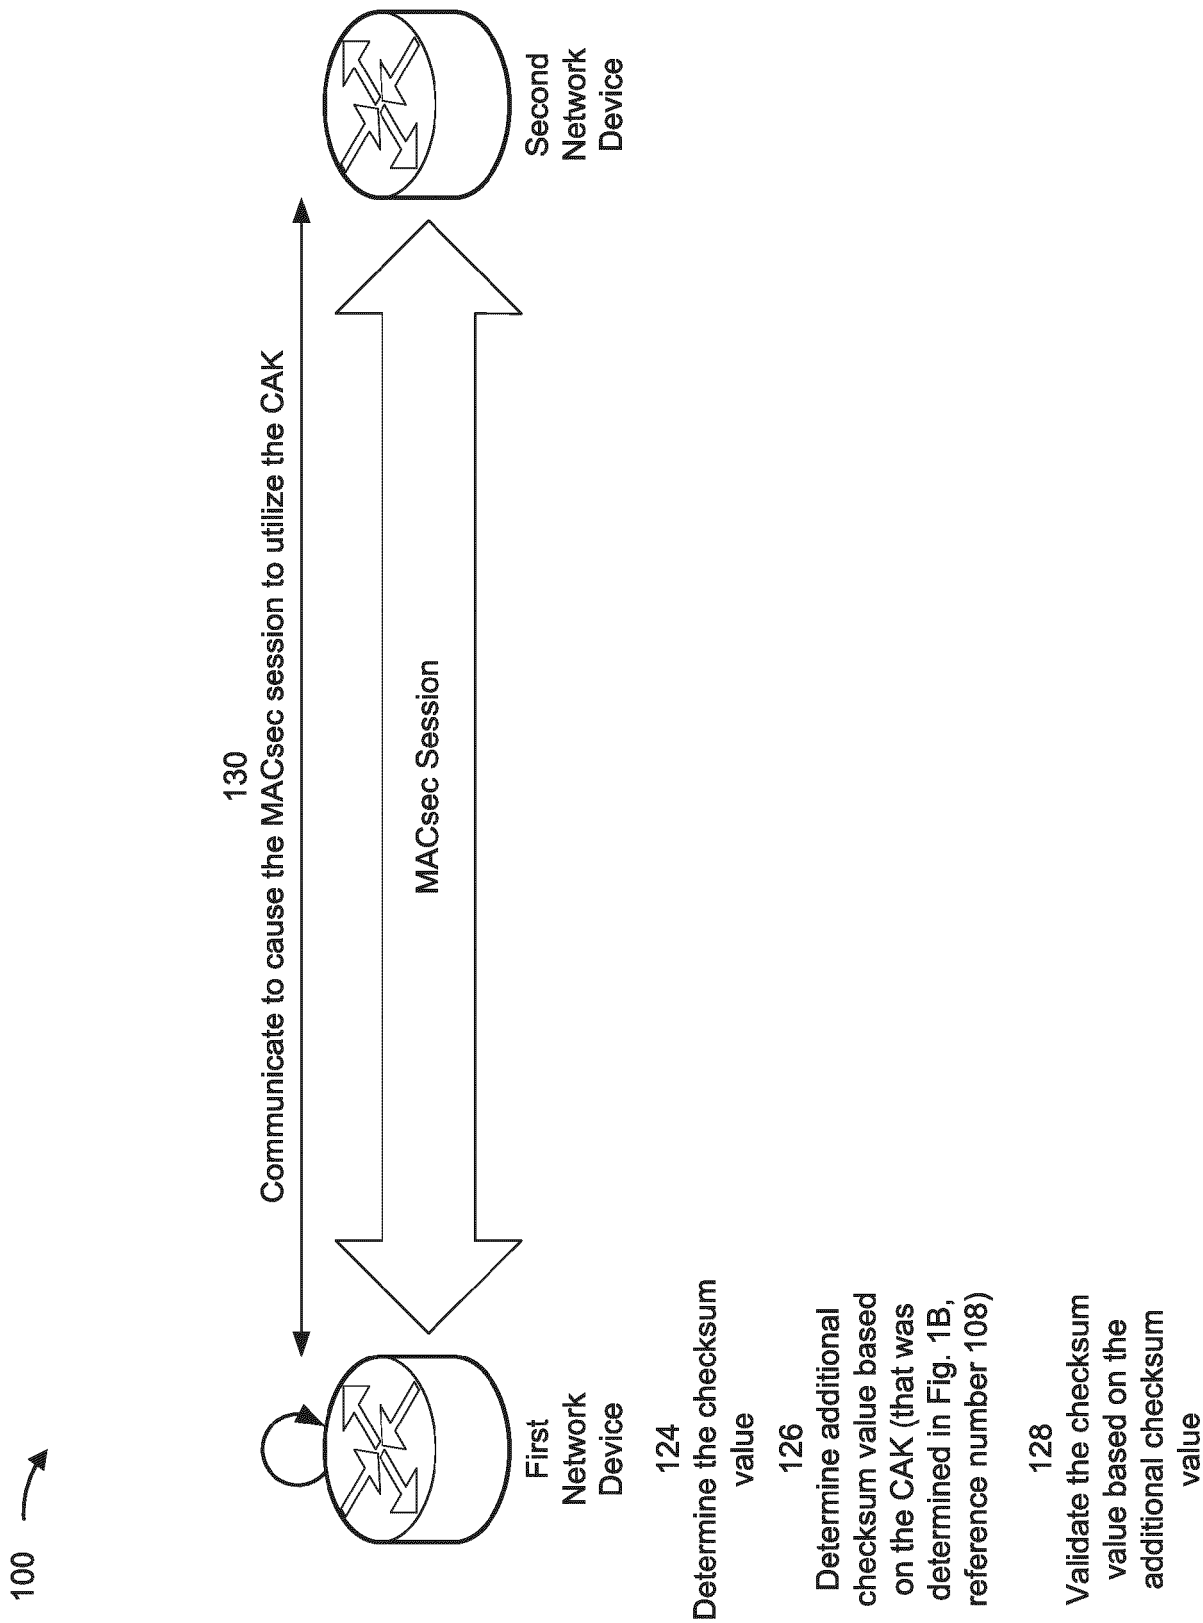 100
130
Communicate to cause the MACsec session to utilize the CAK
MACsec Session
First
Network
Device
Second
Network
Device
124
Determine the checksum
value
126
Determine additional
checksum value based
on the CAK (that was
determined in Fig. 1B,
reference number 108)
128
Validate the checksum
value based on the
additional checksum
value